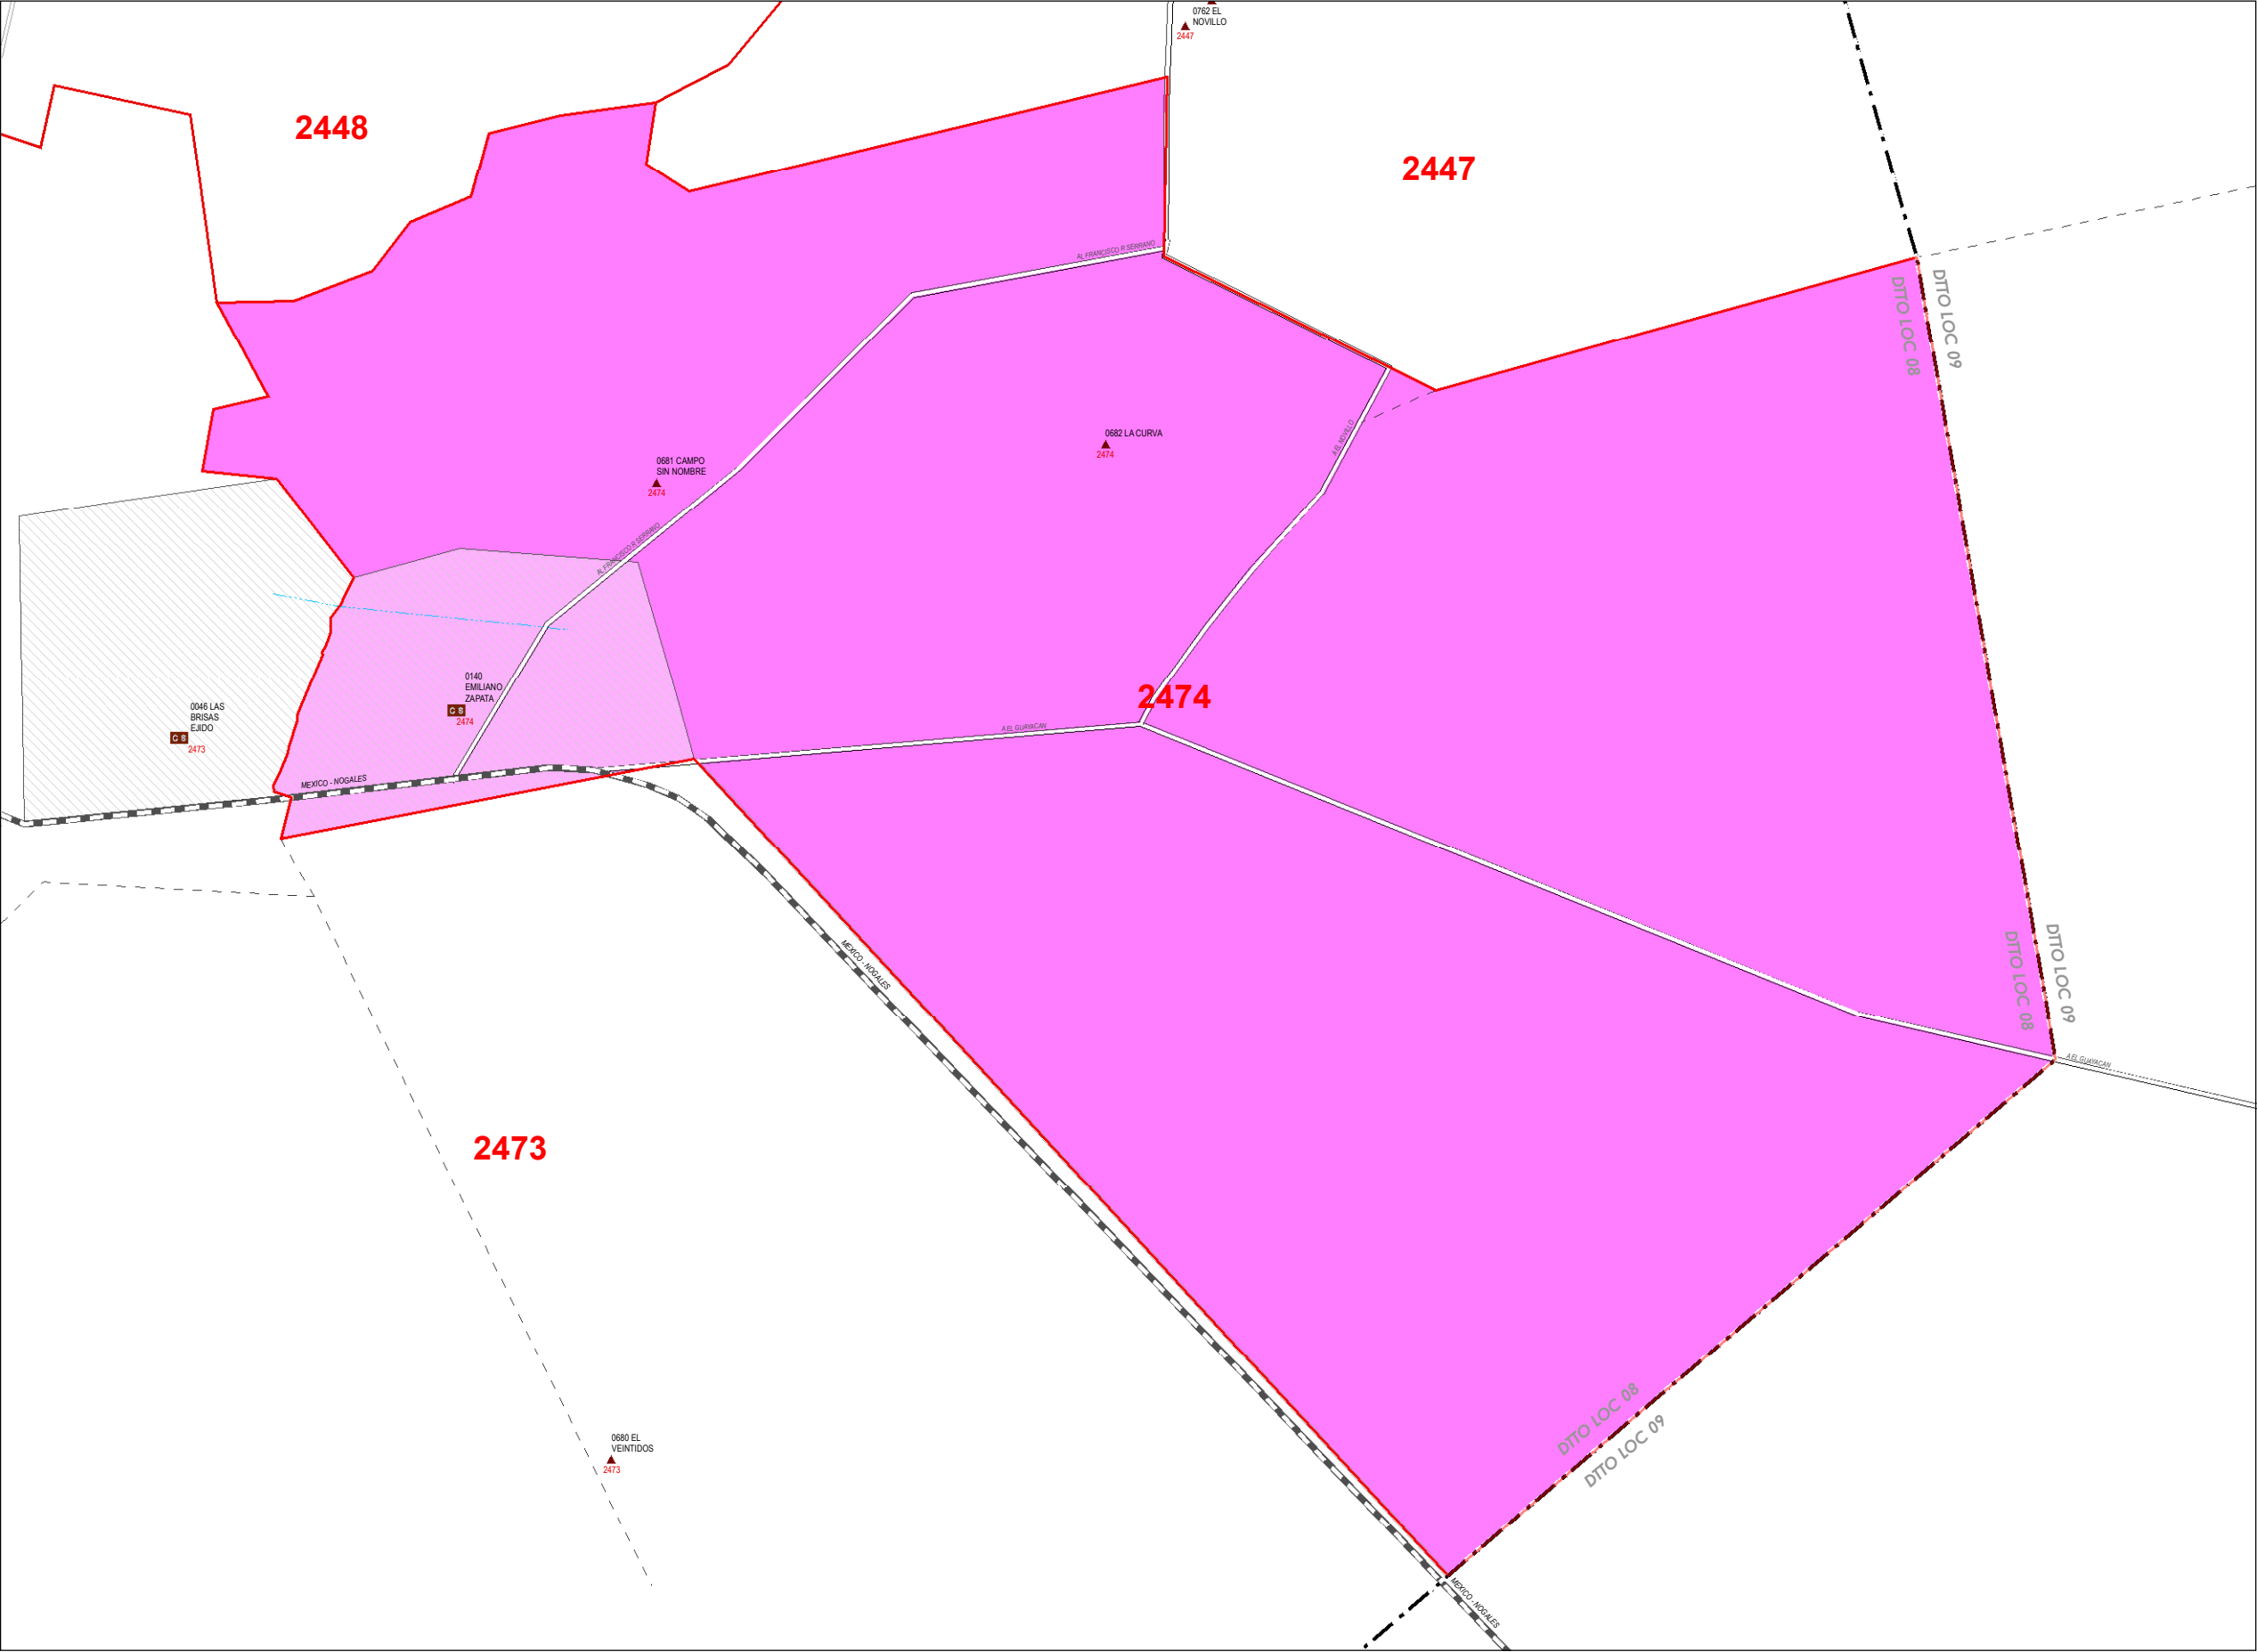 0762 EL
NOVILLO
2447
2448
2447
AL FRANCISCO R SERRANO
DTTO LOC 08
DTTO LOC 09
0682 LA CURVA
2474
A EL NOVILLO
0681 CAMPO
SIN NOMBRE
2474
AL FRANCISCO R SERRANO
0140
EMILIANO
ZAPATA
C S
2474
0046 LAS
BRISAS
EJIDO
C S
2473
2474
A EL GUAYACAN
MEXICO - NOGALES
MEXICO - NOGALES
DTTO LOC 08
DTTO LOC 09
A EL GUAYACAN
2473
DTTO LOC 08
DTTO LOC 09
0680 EL
VEINTIDOS
2473
MEXICO - NOGALES